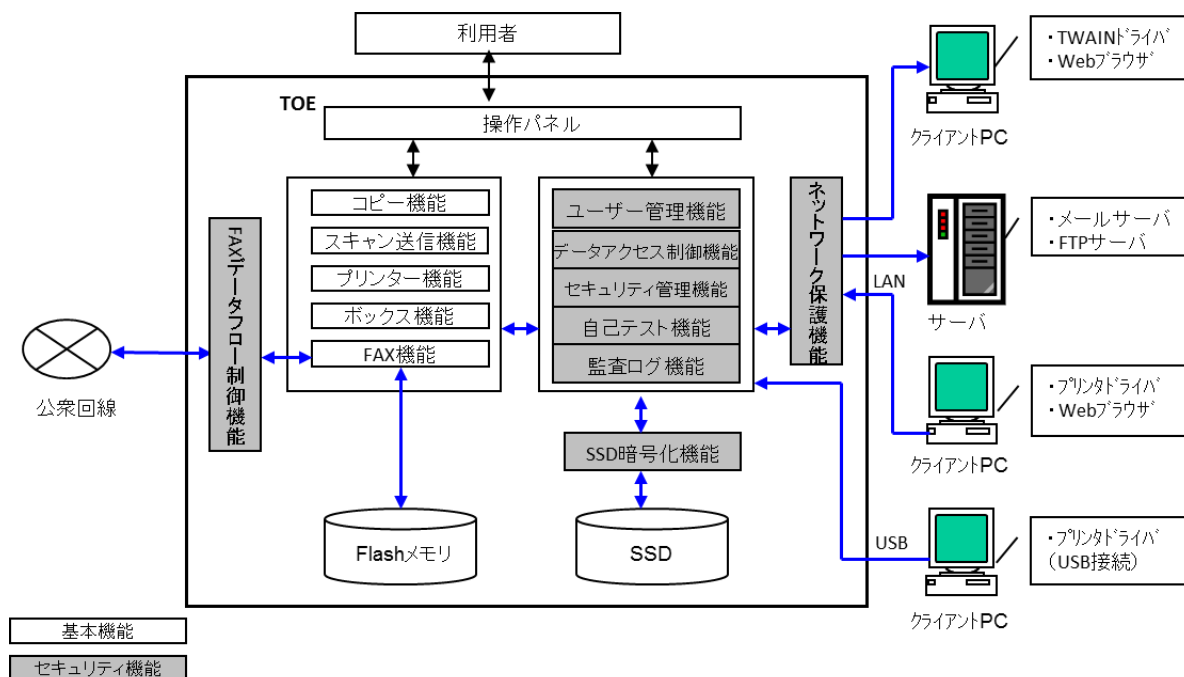 利用者
TOE
操作パネル
コピー機能
スキャン送信機能
プリンター機能
ボックス機能
FAX機能
ユーザー管理機能
データアクセス制御機能
セキュリティ管理機能
自己テスト機能
監査ログ機能
FAXデータフロー制御機能
ネットワーク保護機能
SSD暗号化機能
Flashメモリ
SSD
公衆回線
LAN
USB
・TWAINﾄﾞﾗｲﾊﾞ
・Webﾌﾞﾗｳｻﾞ
ｸﾗｲｱﾝﾄPC
・メールサーバ
・FTPサーバ
サーバ
・ﾌﾟﾘﾝﾀﾄﾞﾗｲﾊﾞ
・Webﾌﾞﾗｳｻﾞ
ｸﾗｲｱﾝﾄPC
・ﾌﾟﾘﾝﾀﾄﾞﾗｲﾊﾞ
（USB接続）
ｸﾗｲｱﾝﾄPC
基本機能
セキュリティ機能